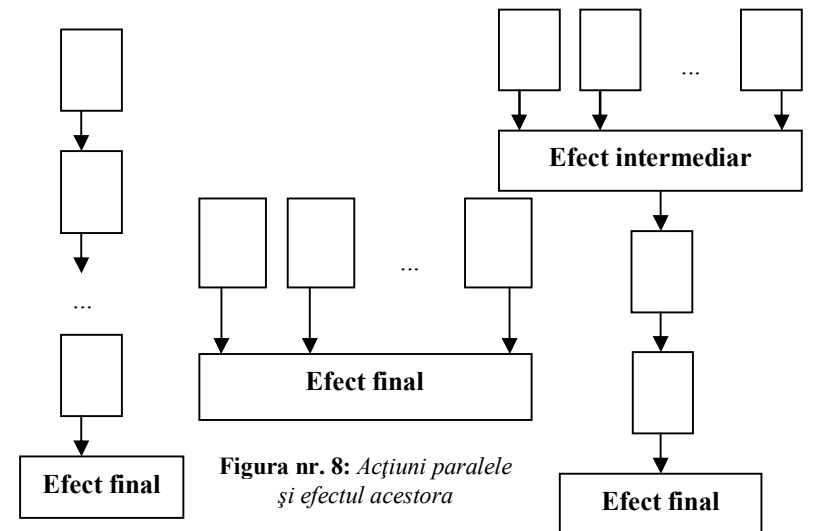 ...
Efect intermediar
...
...
Efect final
Figura nr. 8: Acţiuni paralele
şi efectul acestora
Efect final
Efect final